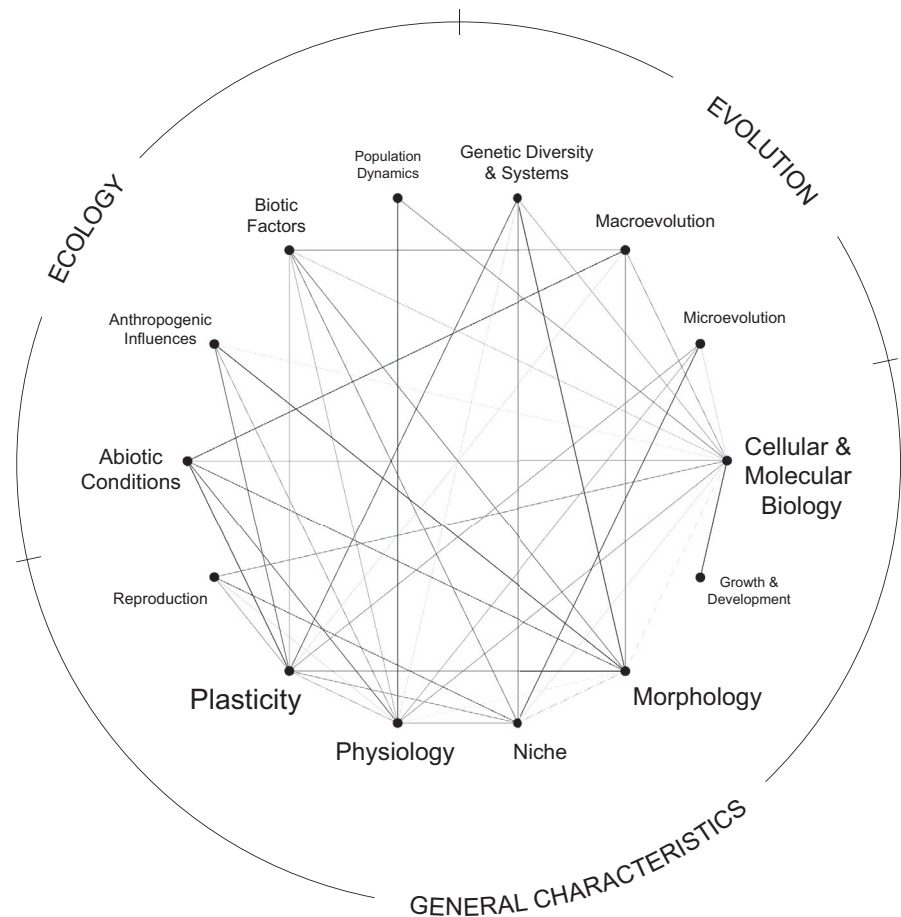 ECOLOGY
EVOLUTION
GENERAL CHARACTERISTICS
Population
Dynamics
Genetic Diversity
& Systems
Biotic
Factors
Macroevolution
Anthropogenic
Influences
Microevolution
Abiotic
Conditions
Cellular &
Molecular
Biology
Reproduction
Growth &
Development
Plasticity
Morphology
Physiology
Niche